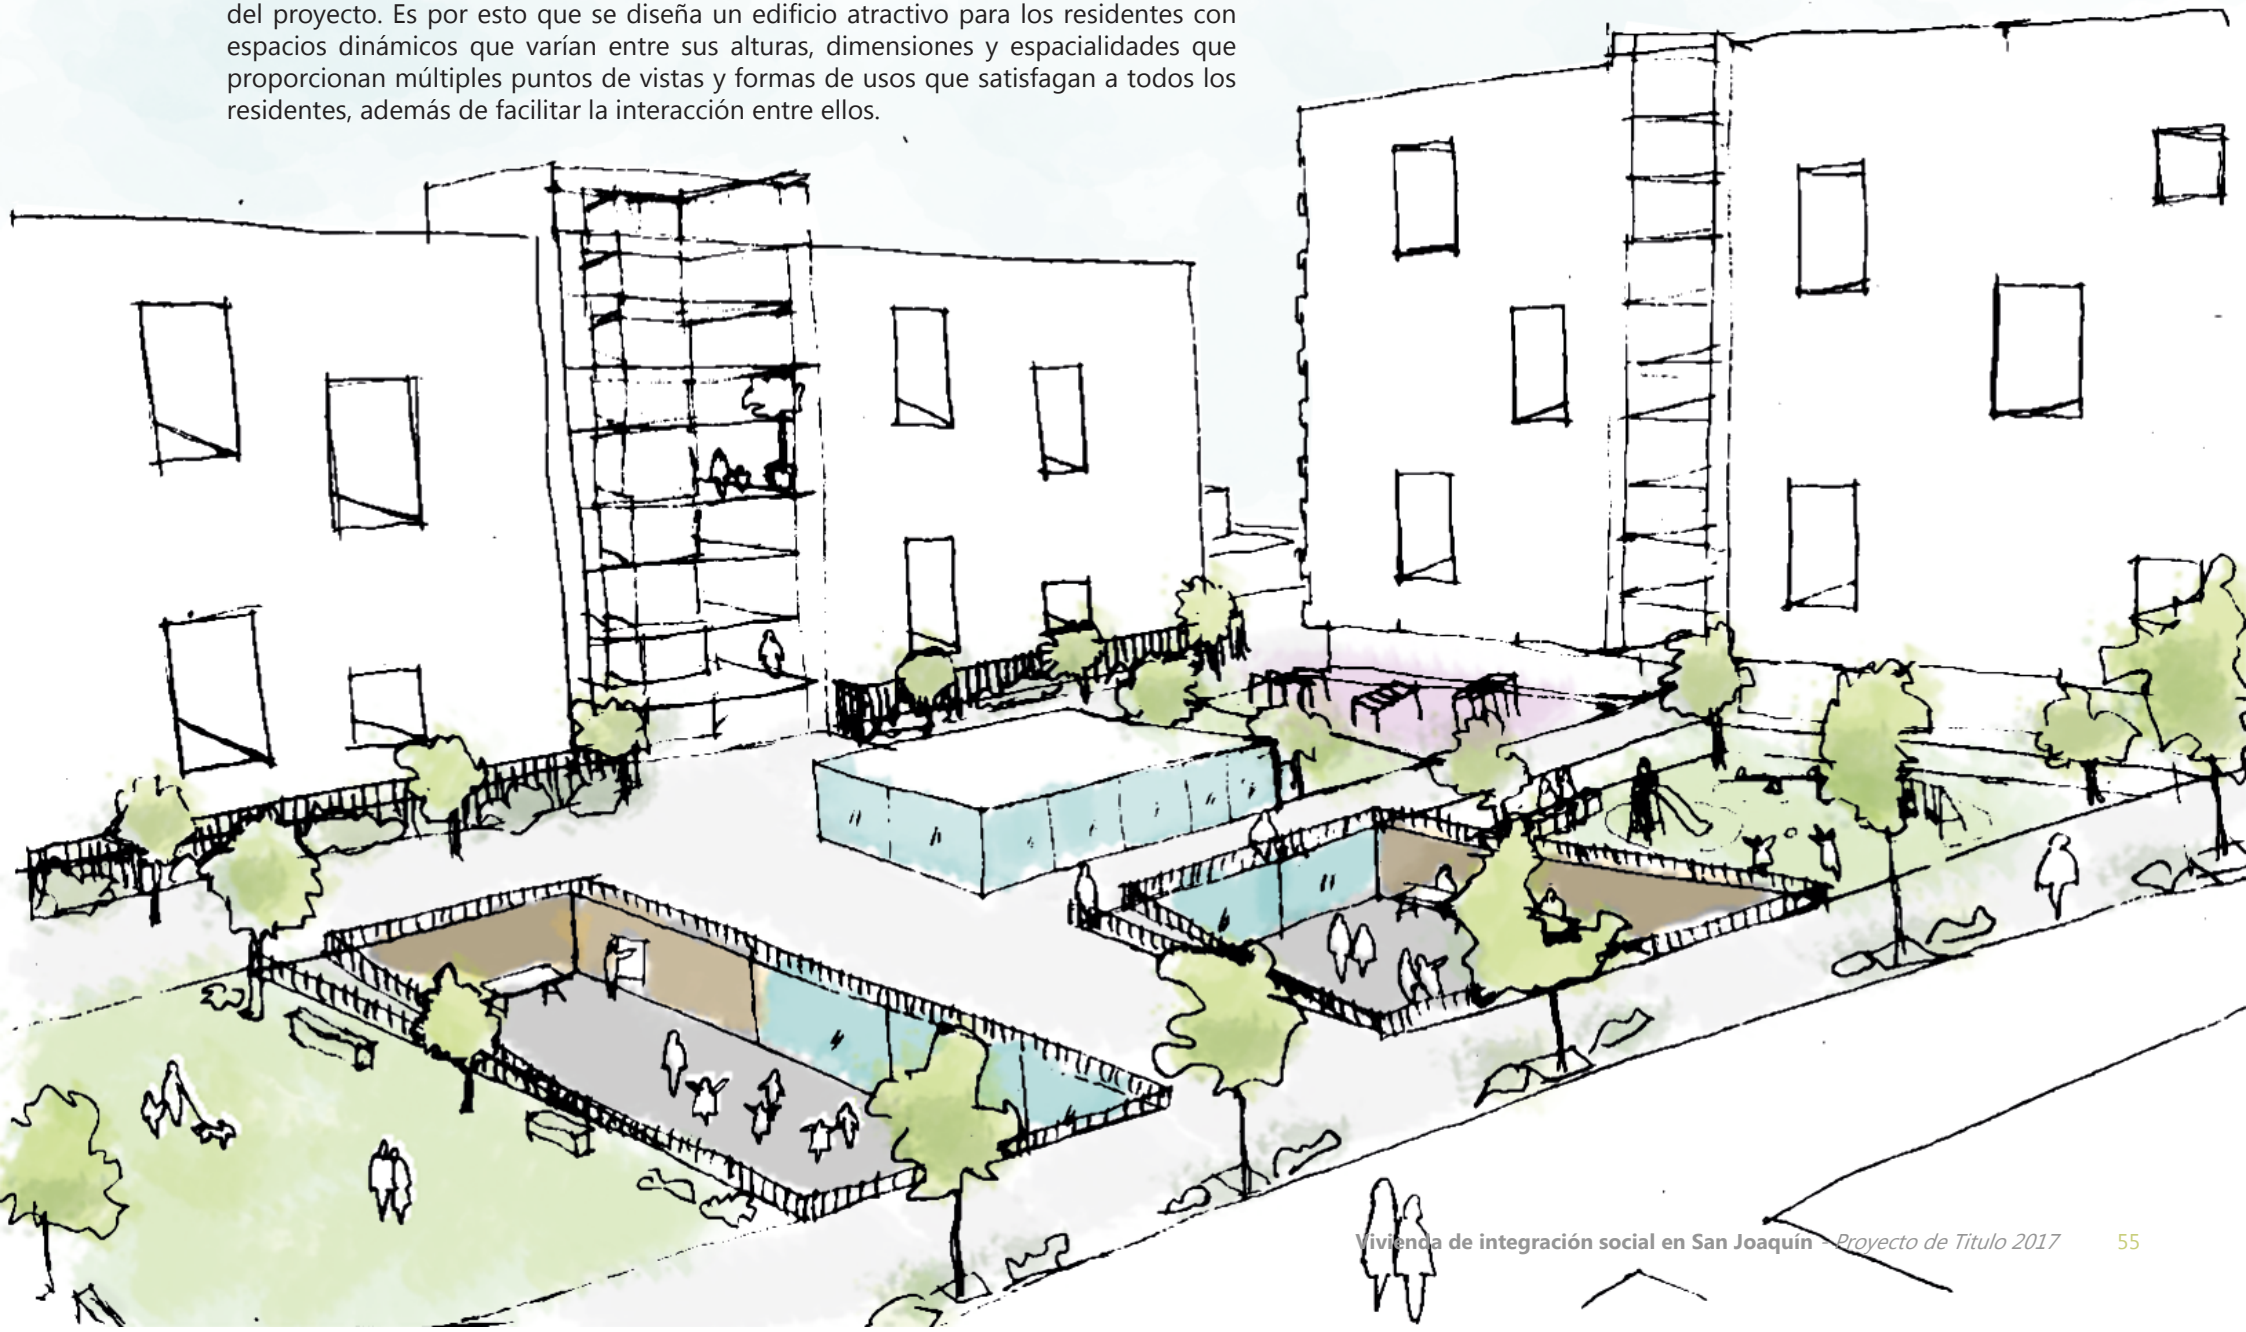 del proyecto. Es por esto que se diseña un edificio atractivo para los residentes con
espacios dinámicos que varían entre sus alturas, dimensiones y espacialidades que
proporcionan múltiples puntos de vistas y formas de usos que satisfagan a todos los
residentes, además de facilitar la interacción entre ellos.
Vivienda de integración social en San Joaquín - Proyecto de Titulo 2017 55